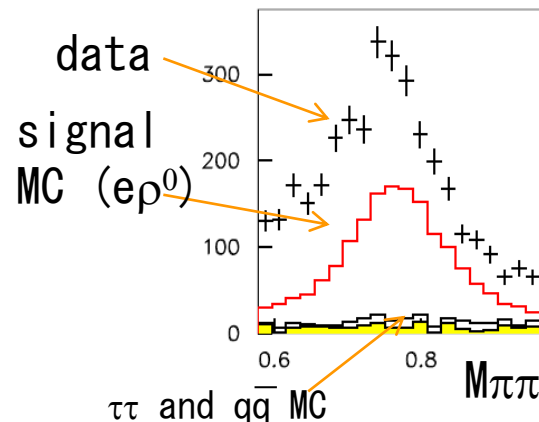 data
signal
MC (eρ⁰)
300
200
100
0
0.6
0.8
Mππ
ττ and qq̅ MC